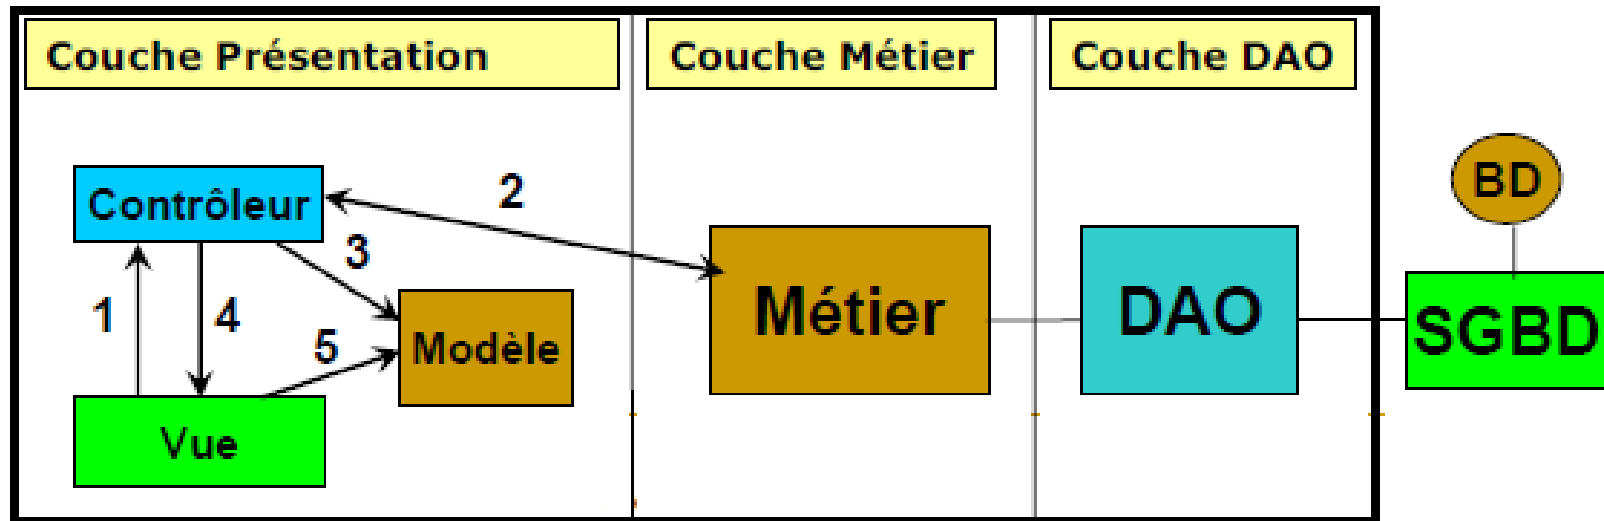 Couche Présentation
Couche Métier
Couche DAO
Contrôleur
2
BD
3
1
4
5
Modèle
Métier
DAO
SGBD
Vue